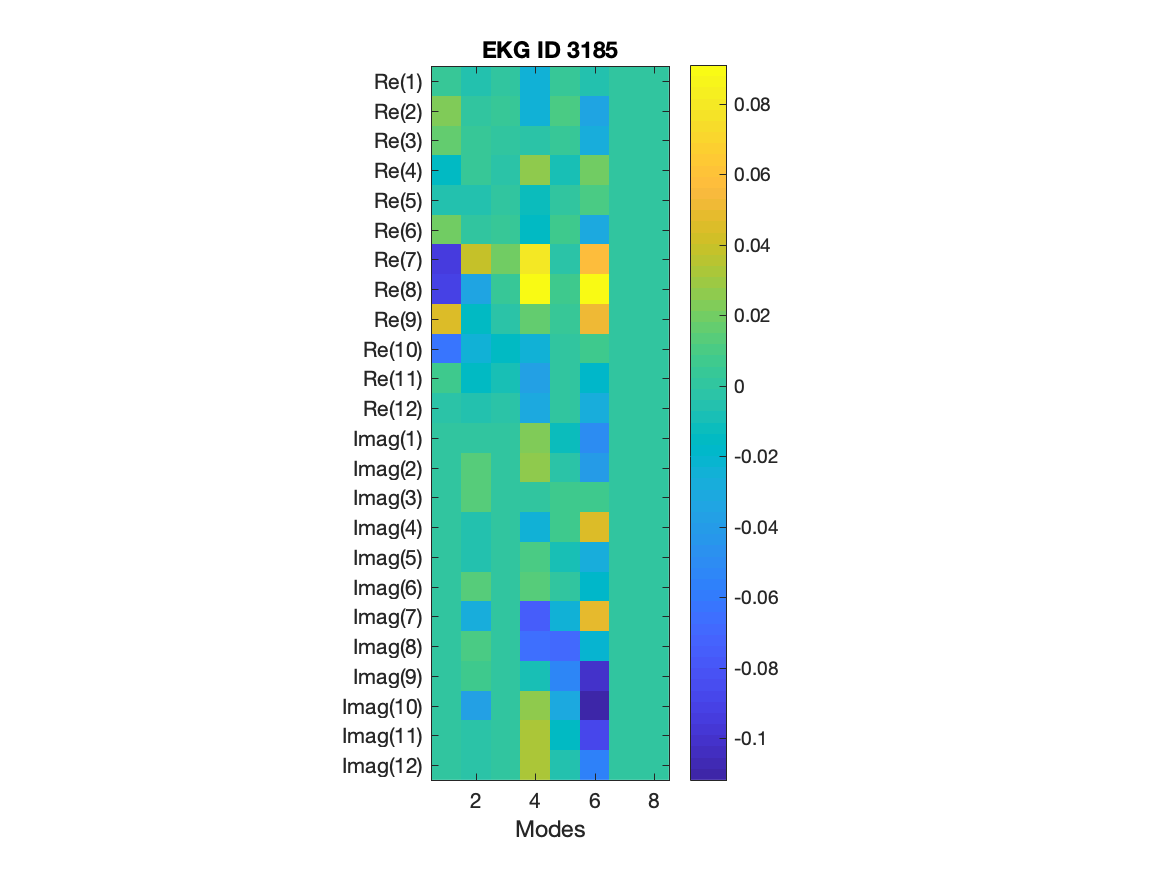 EKG ID 3185
Re(1)
Re(2)
Re(3)
Re(4)
Re(5)
Re(6)
Re(7)
Re(8)
Re(9)
Re(10)
Re(11)
Re(12)
Imag(1)
Imag(2)
Imag(3)
Imag(4)
Imag(5)
Imag(6)
Imag(7)
Imag(8)
Imag(9)
Imag(10)
Imag(11)
Imag(12)
2 4 6 8
Modes
0.08
0.06
0.04
0.02
0
-0.02
-0.04
-0.06
-0.08
-0.1